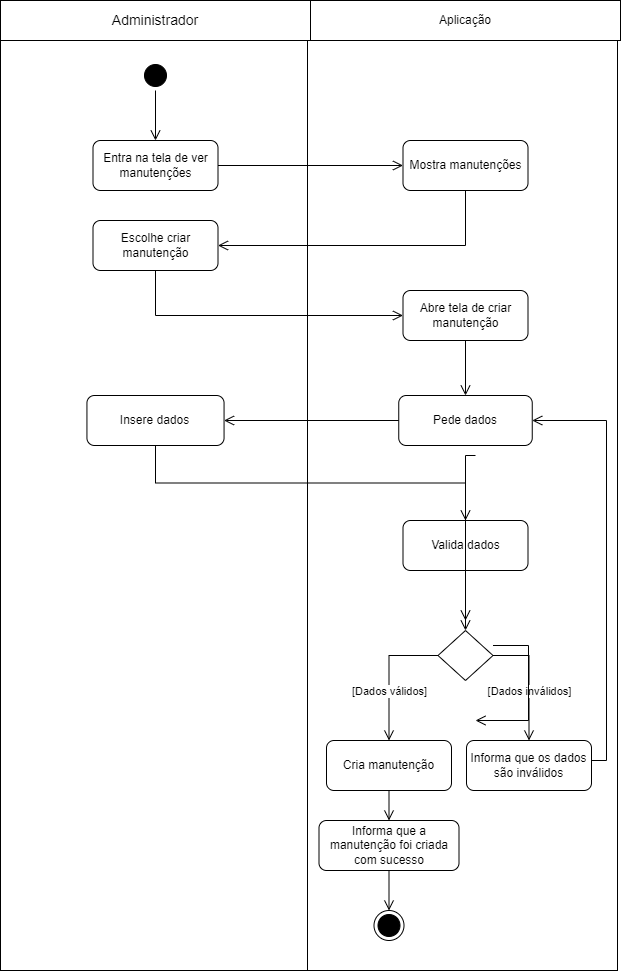 Administrador
Aplicação
Entra na tela de ver
manutenções
Mostra manutenções
Escolhe criar
manutenção
Abre tela de criar
manutenção
Insere dados
Pede dados
Valida dados
[Dados válidos]
[Dados inválidos]
Cria manutenção
Informa que os dados
são inválidos
Informa que a
manutenção foi criada
com sucesso